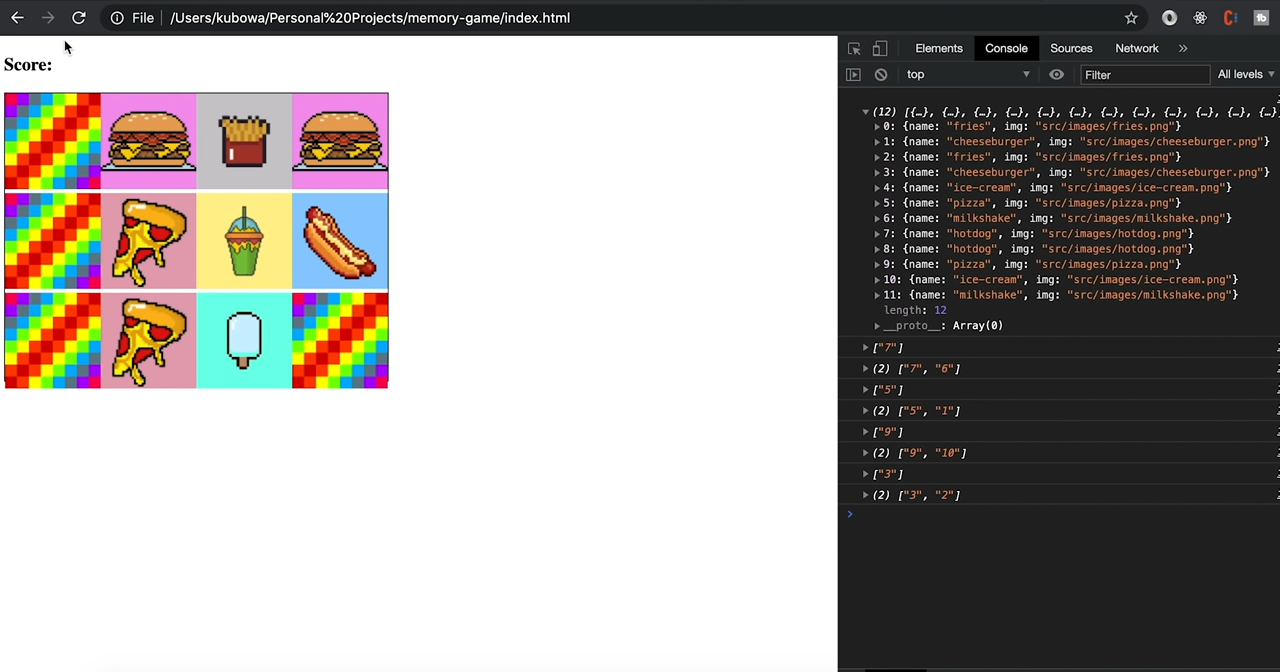 File /Users/kubowa/Personal%20Projects/memory-game/index.html
Score:
Elements Console Sources Network »
top Filter All levels
(12) [{…}, {…}, {…}, {…}, {…}, {…}, {…}, {…}, {…}, {…}, {…}, {…}
0: {name: "fries", img: "src/images/fries.png"}
1: {name: "cheeseburger", img: "src/images/cheeseburger.png"}
2: {name: "fries", img: "src/images/fries.png"}
3: {name: "cheeseburger", img: "src/images/cheeseburger.png"}
4: {name: "ice-cream", img: "src/images/ice-cream.png"}
5: {name: "pizza", img: "src/images/pizza.png"}
6: {name: "milkshake", img: "src/images/milkshake.png"}
7: {name: "hotdog", img: "src/images/hotdog.png"}
8: {name: "hotdog", img: "src/images/hotdog.png"}
9: {name: "pizza", img: "src/images/pizza.png"}
10: {name: "ice-cream", img: "src/images/ice-cream.png"}
11: {name: "milkshake", img: "src/images/milkshake.png"}
length: 12
__proto__: Array(0)
["7"]
(2) ["7", "6"]
["5"]
(2) ["5", "1"]
["9"]
(2) ["9", "10"]
["3"]
(2) ["3", "2"]